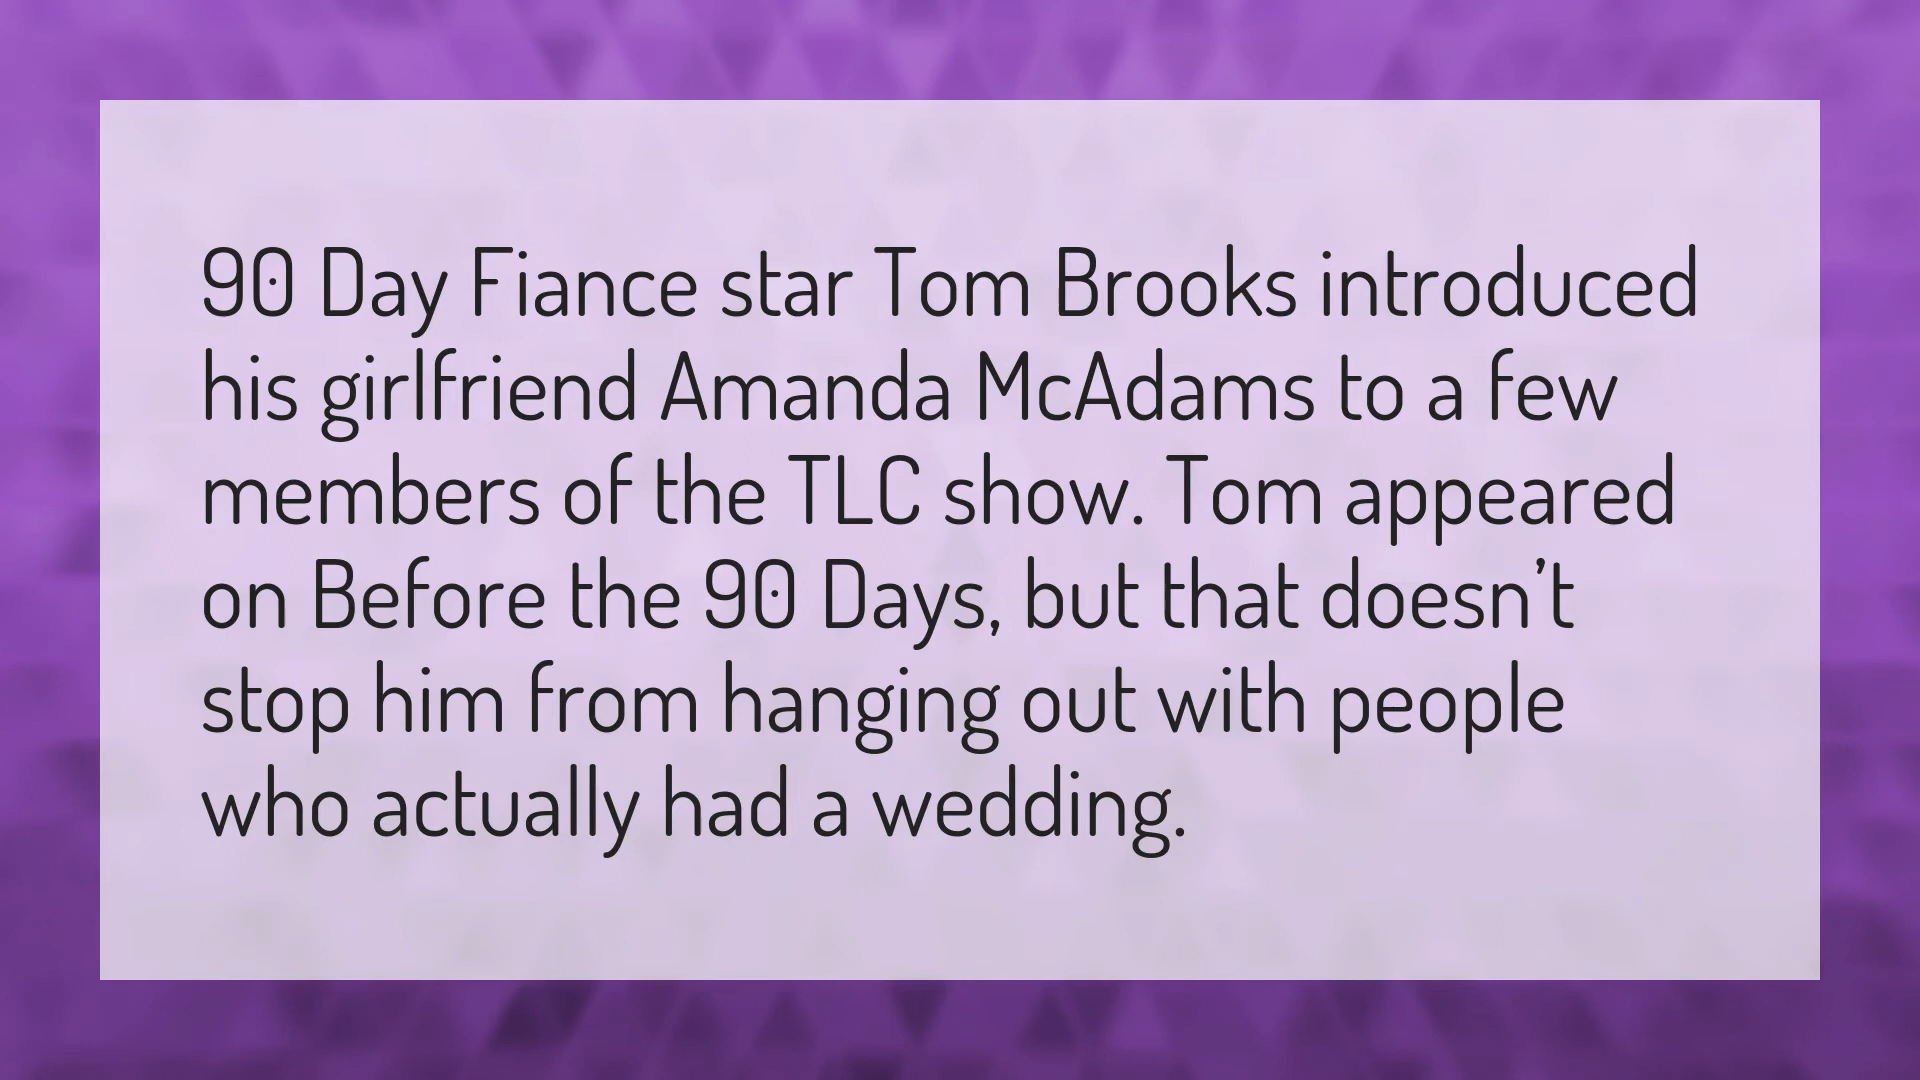 90 Day Fiance star Tom Brooks introduced
his girlfriend Amanda McAdams to a few
members of the TLC show. Tom appeared
on Before the 90 Days, but that doesn’t
stop him from hanging out with people
who actually had a wedding.